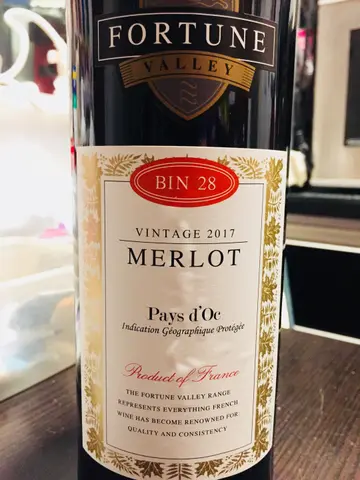 FORTUNE
VALLEY
BIN 28
VINTAGE 2017
MERLOT
Pays d'Oc
Indication Géographique Protégée
Product of France
THE FORTUNE VALLEY RANGE
REPRESENTS EVERYTHING FRENCH
WINE HAS BECOME RENOWNED FOR:
QUALITY AND CONSISTENCY